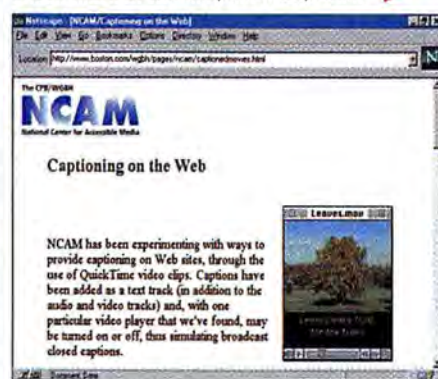 Netscape - [NCAM/Captioning on the Web]
File Edit View Go Bookmarks Options Directory Window Help
Location: http://www.boston.com/wgbh/pages/ncam/captionedmovies.html
N
The CPB/WGBH
NCAM
National Center for Accessible Media
Captioning on the Web
Leaves.mov
NCAM has been experimenting with ways to
provide captioning on Web sites, through the
use of QuickTime video clips. Captions have
been added as a text track (in addition to the
audio and video tracks) and, with one
particular video player that we've found, may
be turned on or off, thus simulating broadcast
closed captions.
Document: Done